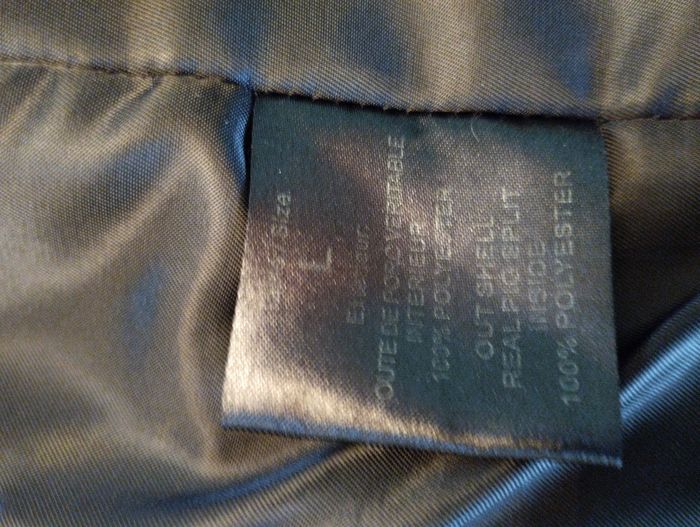 Size
L
OUTE DE PORC VERITABLE
INTERIEUR
100% POLYESTER
OUT SHELL
REAL PIG SPLIT
INSIDE
100% POLYESTER